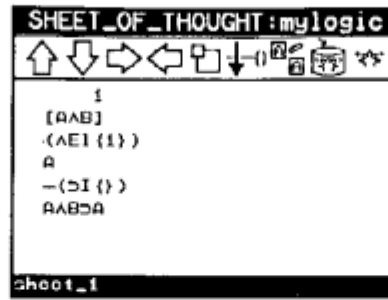 SHEET_OF_THOUGHT:mylogic
1
[A∧B]
-(∧E1{1})
A
—(⊃I{})
A∧B⊃A
sheet_1